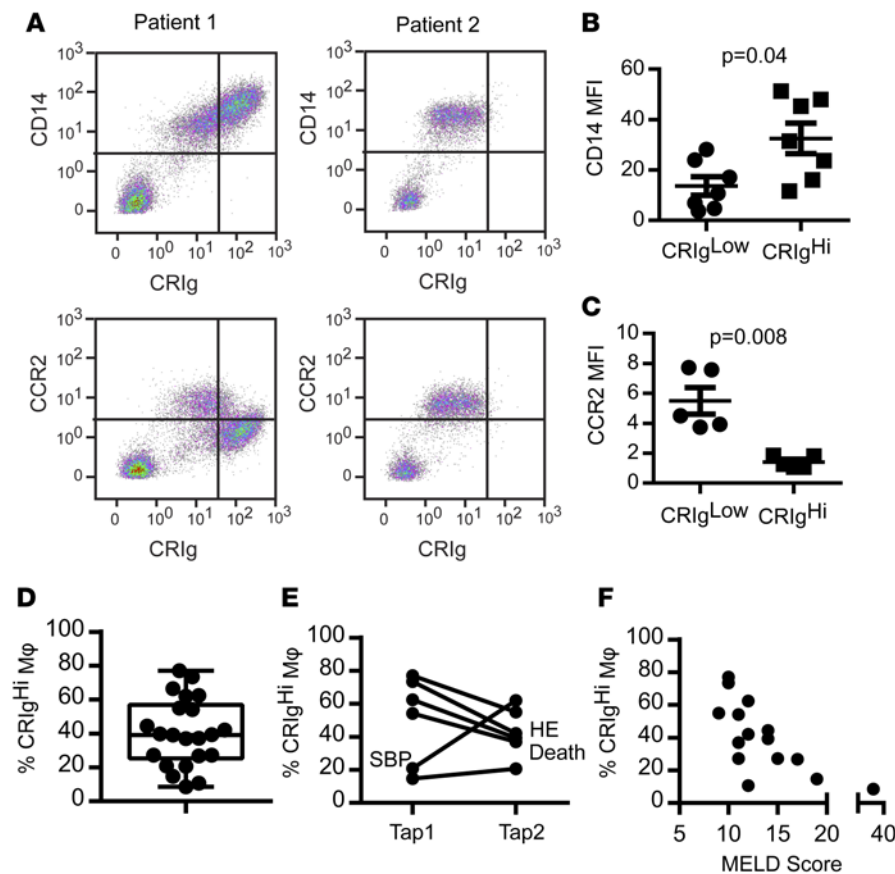 A
Patient 1
Patient 2
10³
10²
10¹
10⁰
0
CD14
0 10⁰ 10¹ 10² 10³
CRIg
10³
10²
10¹
10⁰
0
CD14
0 10⁰ 10¹ 10² 10³
CRIg
10³
10²
10¹
10⁰
0
CCR2
0 10⁰ 10¹ 10² 10³
CRIg
10³
10²
10¹
10⁰
0
CCR2
0 10⁰ 10¹ 10² 10³
CRIg
B
p=0.04
60
40
20
0
CD14 MFI
CRIgLow CRIgHi
C
p=0.008
10
8
6
4
2
0
CCR2 MFI
CRIgLow CRIgHi
D
100
80
60
40
20
0
% CRIgHi Mφ
E
100
80
60
40
20
0
% CRIgHi Mφ
SBP
HE
Death
Tap1 Tap2
F
100
80
60
40
20
0
% CRIgHi Mφ
5 10 15 20 40
MELD Score